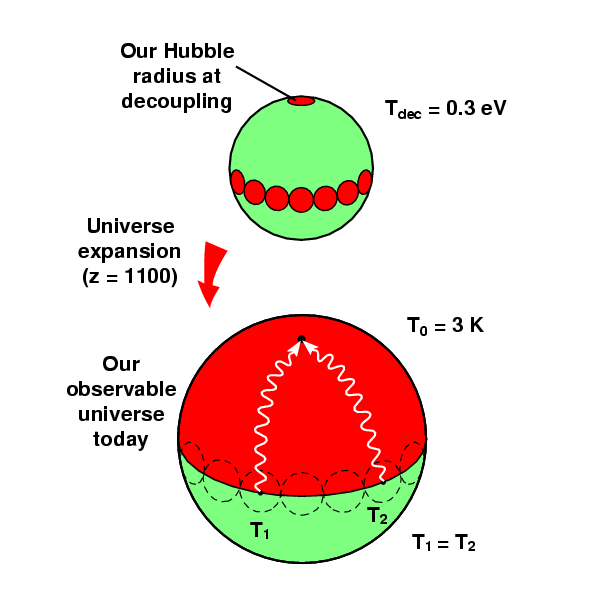 Our Hubble
radius at
decoupling
T_dec = 0.3 eV
Universe
expansion
(z = 1100)
T₀ = 3 K
Our
observable
universe
today
T₁
T₂
T₁ = T₂